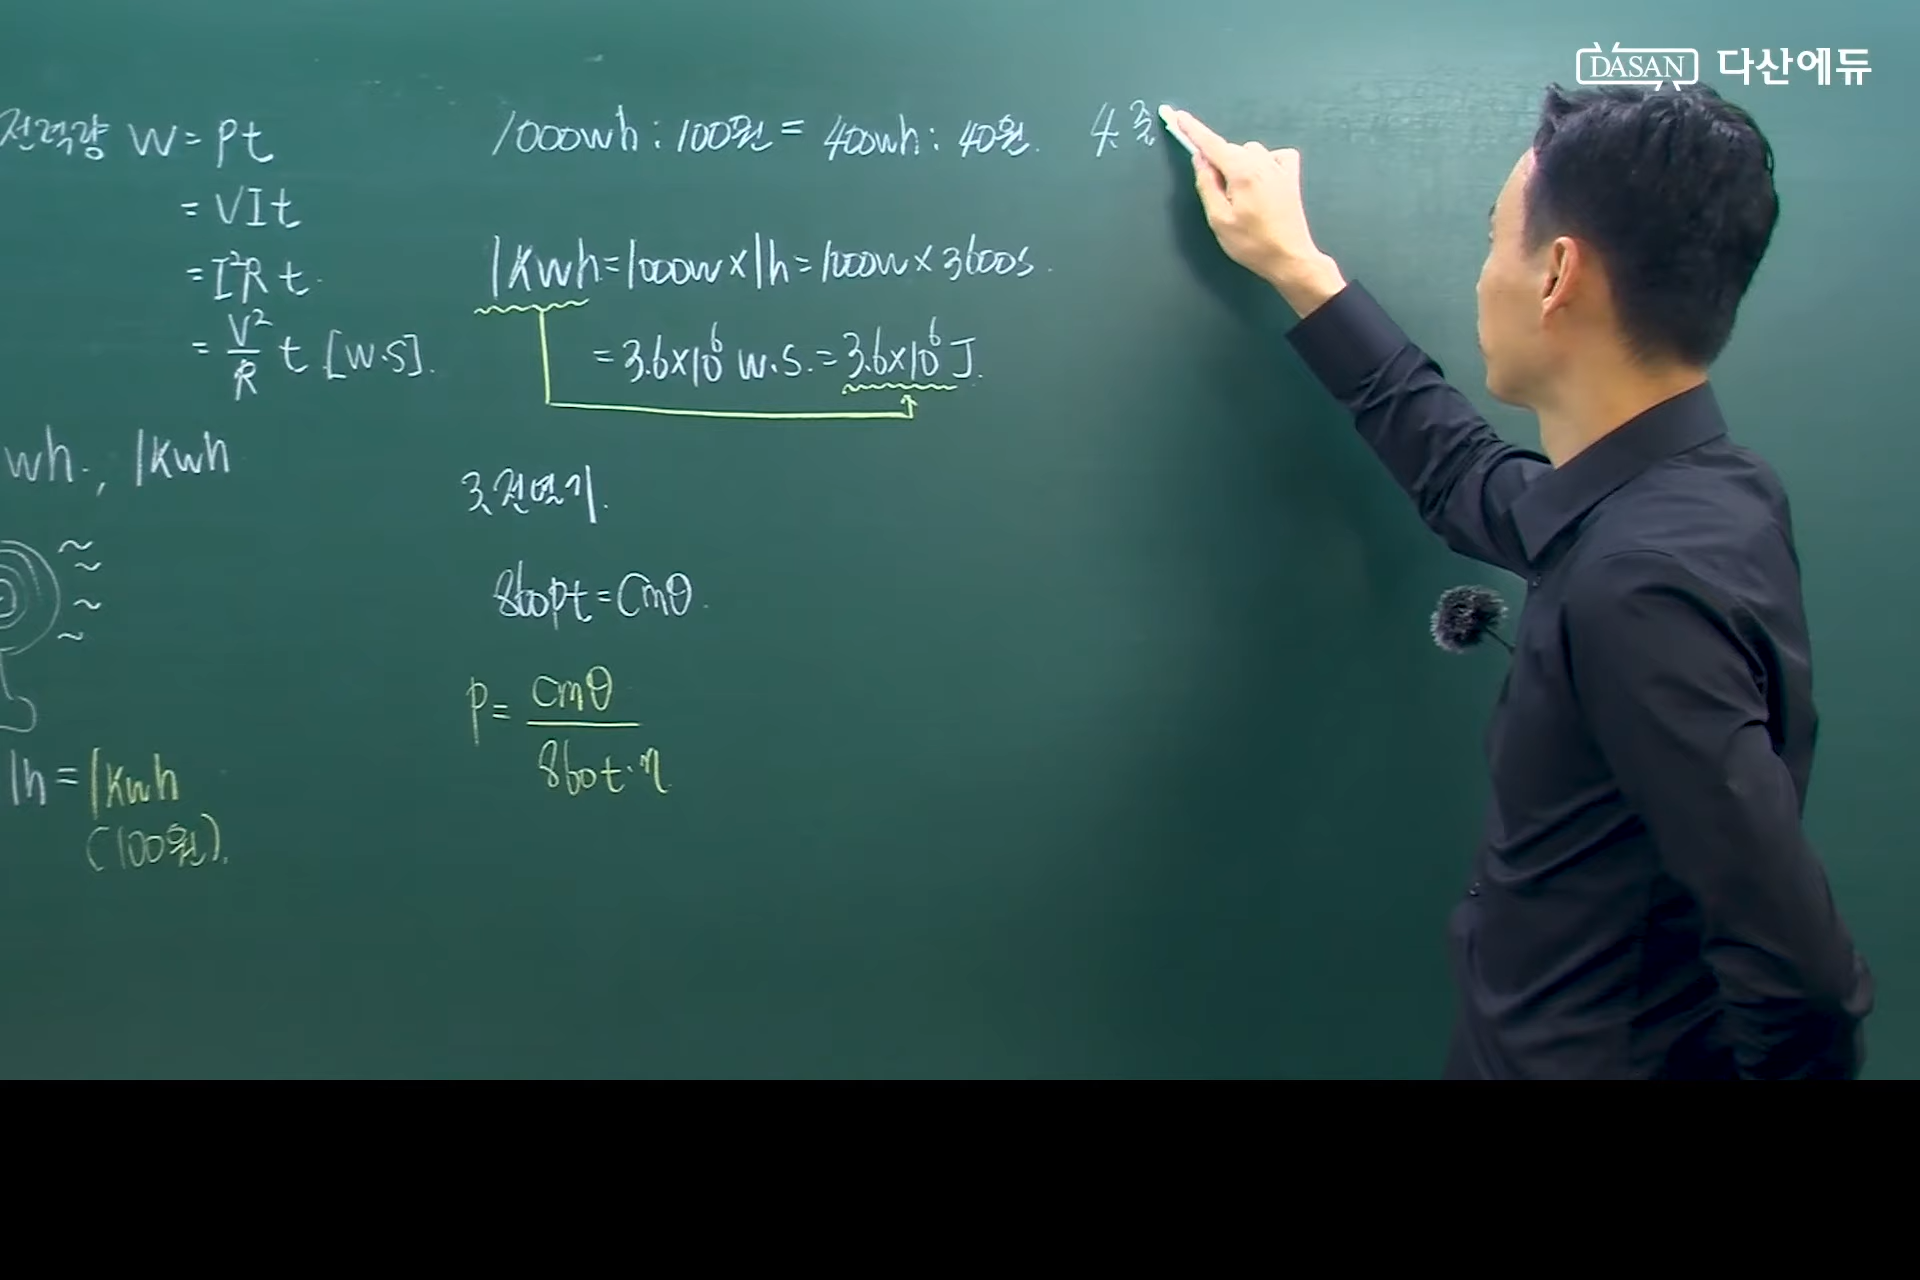 DASAN 다산에듀
전력량 W = Pt
= VIt
= I²Rt.
= V²/R t [W·S].
wh., 1kwh
1h = 1kwh
(100원).
1000wh : 100원 = 400wh : 40원.
1kwh = 1000w × 1h = 1000w × 3600s.
= 3.6×10⁶ w.s. = 3.6×10⁶ J.
3. 전열기.
860pt = Cmθ.
P = Cmθ / 860t·η
4. 줄